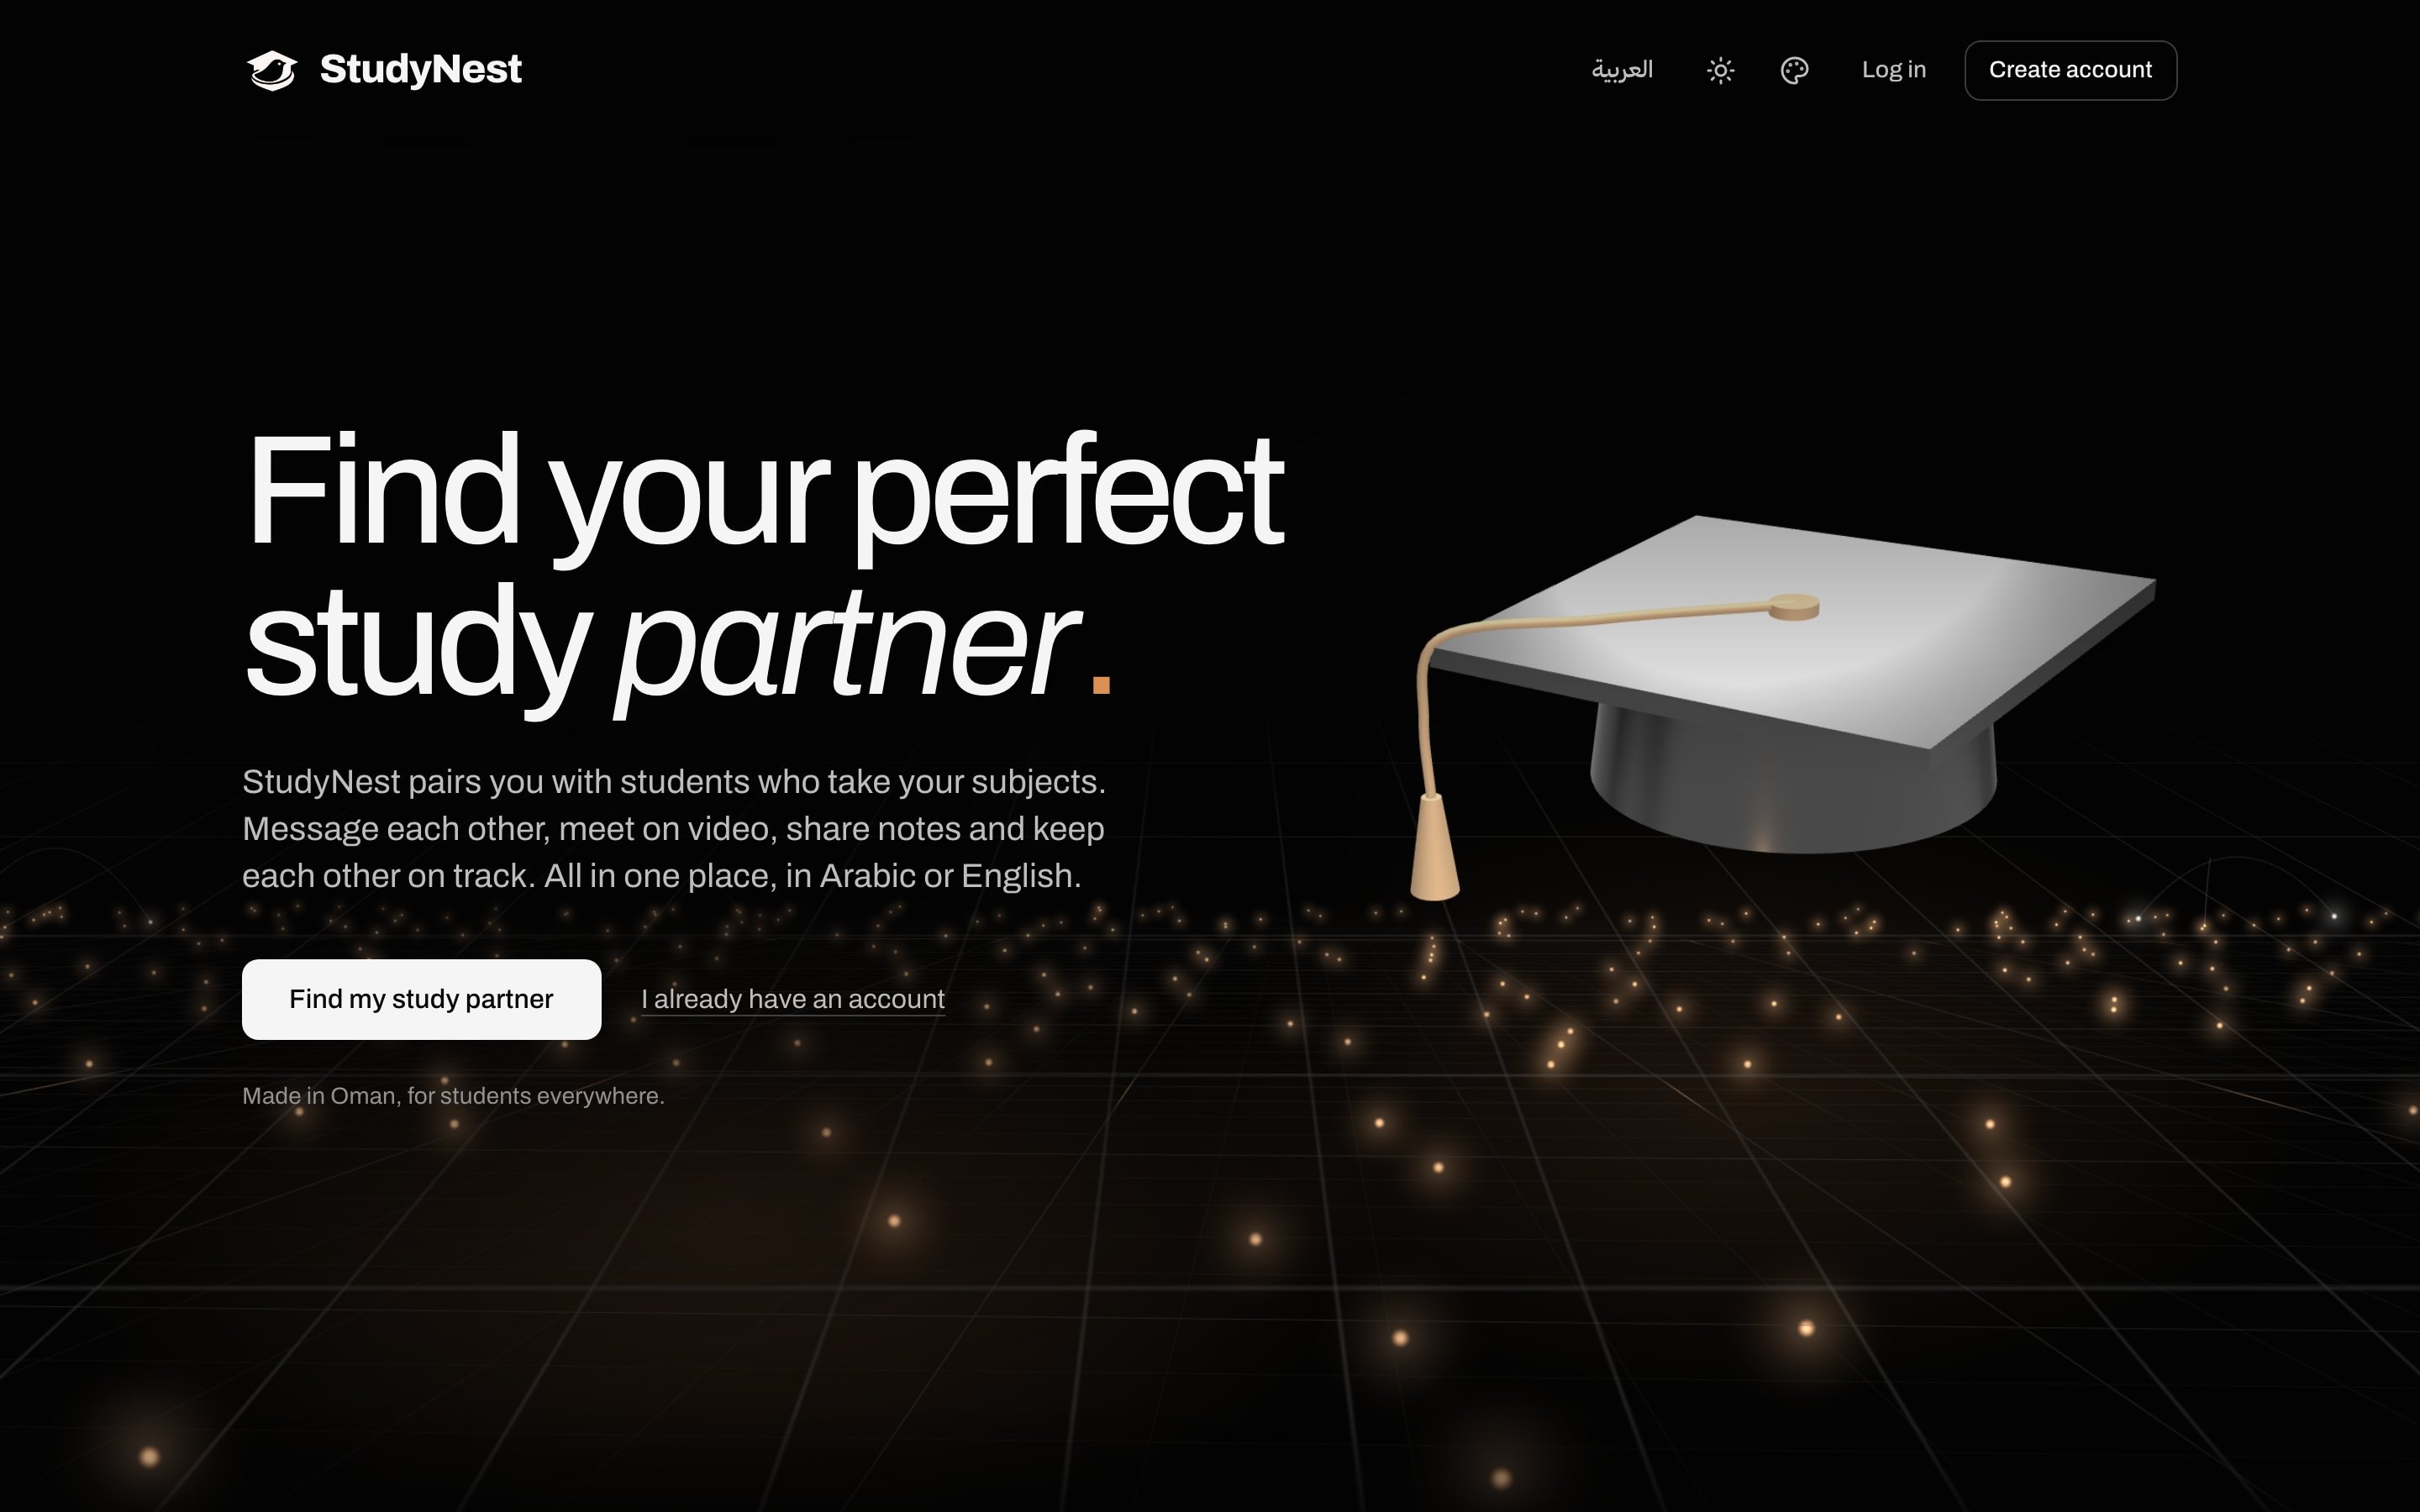 StudyNest
العربية
Log in
Create account
Find your perfect
study partner.
StudyNest pairs you with students who take your subjects.
Message each other, meet on video, share notes and keep
each other on track. All in one place, in Arabic or English.
Find my study partner
I already have an account
Made in Oman, for students everywhere.